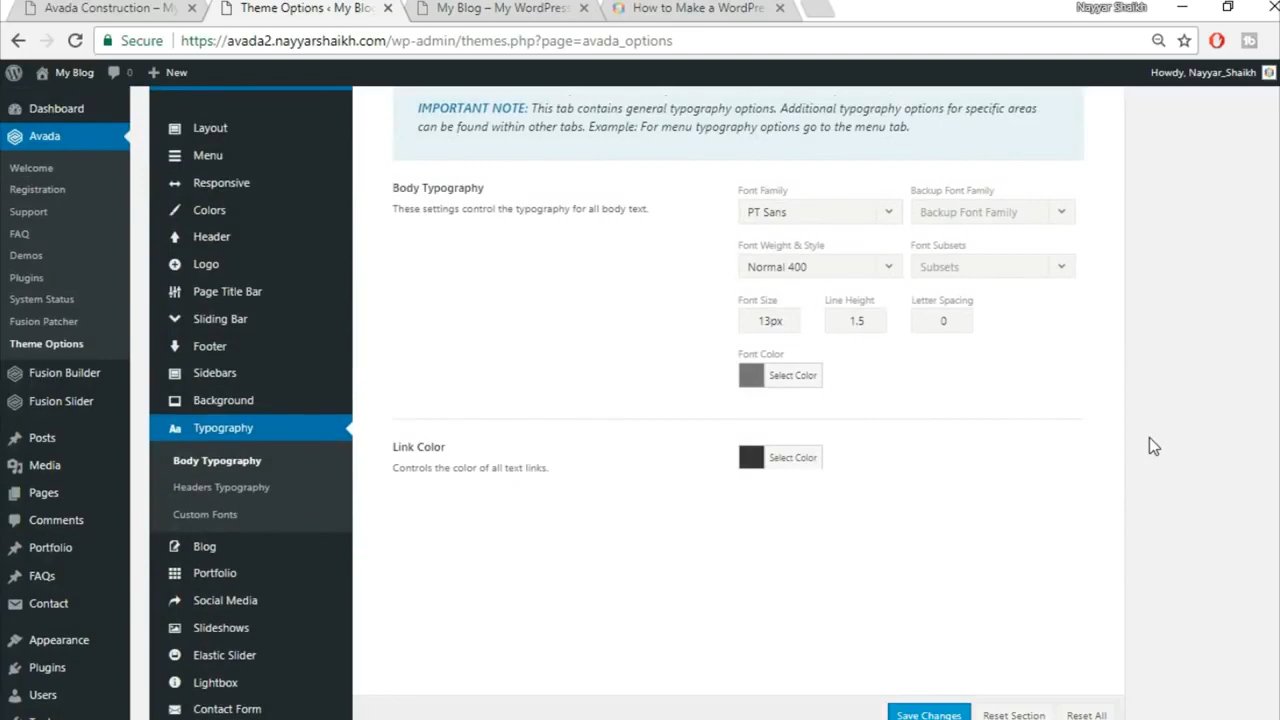 Avada Construction – My
Theme Options ‹ My Blog
My Blog – My WordPress
How to Make a WordPre
Nayyar Shaikh
Secure
https://avada2.nayyarshaikh.com/wp-admin/themes.php?page=avada_options
My Blog
0
New
Howdy, Nayyar_Shaikh
Dashboard
Avada
Welcome
Registration
Support
FAQ
Demos
Plugins
System Status
Fusion Patcher
Theme Options
Fusion Builder
Fusion Slider
Posts
Media
Pages
Comments
Portfolio
FAQs
Contact
Appearance
Plugins
Users
Layout
Menu
Responsive
Colors
Header
Logo
Page Title Bar
Sliding Bar
Footer
Sidebars
Background
Typography
Body Typography
Headers Typography
Custom Fonts
Blog
Portfolio
Social Media
Slideshows
Elastic Slider
Lightbox
Contact Form
IMPORTANT NOTE: This tab contains general typography options. Additional typography options for specific areas
can be found within other tabs. Example: For menu typography options go to the menu tab.
Body Typography
These settings control the typography for all body text.
Font Family
Backup Font Family
PT Sans
Backup Font Family
Font Weight & Style
Font Subsets
Normal 400
Subsets
Font Size
Line Height
Letter Spacing
13px
1.5
0
Font Color
Select Color
Link Color
Controls the color of all text links.
Select Color
Save Changes
Reset Section
Reset All